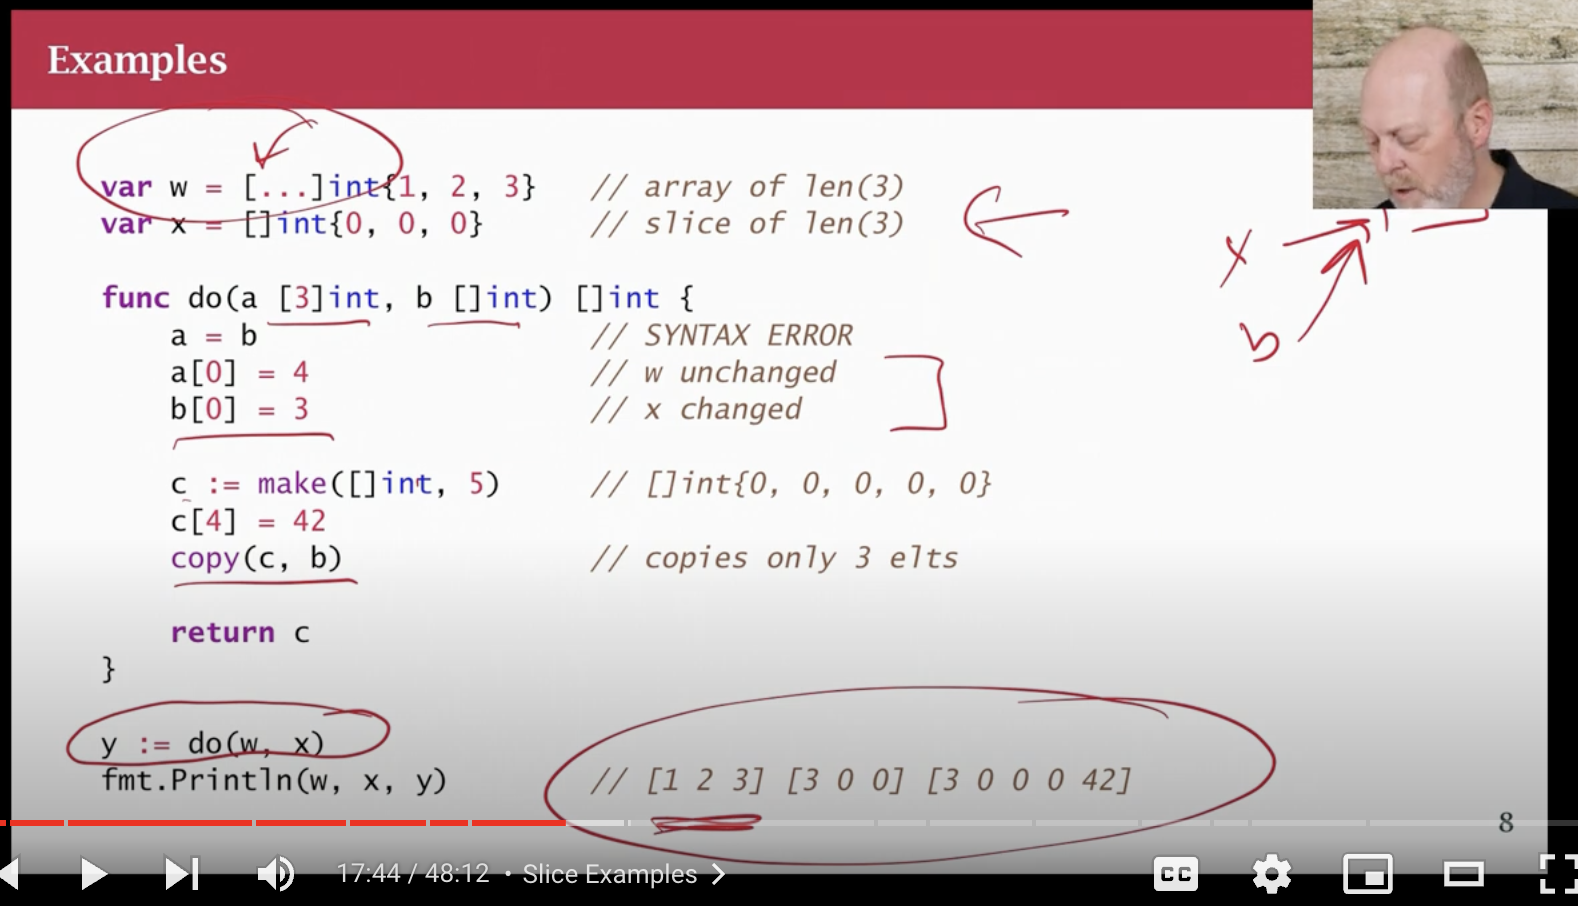 Examples
var w = [...]int{1, 2, 3} // array of len(3)
var x = []int{0, 0, 0} // slice of len(3)
func do(a [3]int, b []int) []int {
a = b // SYNTAX ERROR
a[0] = 4 // w unchanged
b[0] = 3 // x changed
c := make([]int, 5) // []int{0, 0, 0, 0, 0}
c[4] = 42
copy(c, b) // copies only 3 elts
return c
}
y := do(w, x)
fmt.Println(w, x, y) // [1 2 3] [3 0 0] [3 0 0 0 42]
x
b
8
17:44 / 48:12 • Slice Examples
CC